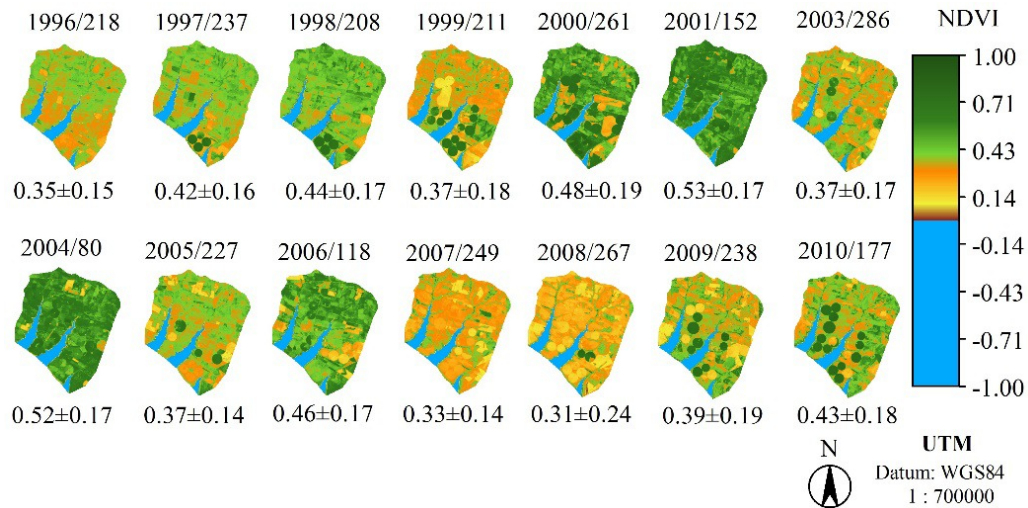 1996/218 1997/237 1998/208 1999/211 2000/261 2001/152 2003/286 NDVI
0.35±0.15 0.42±0.16 0.44±0.17 0.37±0.18 0.48±0.19 0.53±0.17 0.37±0.17
2004/80 2005/227 2006/118 2007/249 2008/267 2009/238 2010/177
0.52±0.17 0.37±0.14 0.46±0.17 0.33±0.14 0.31±0.24 0.39±0.19 0.43±0.18
1.00
0.71
0.43
0.14
-0.14
-0.43
-0.71
-1.00
N
UTM
Datum: WGS84
1 : 700000